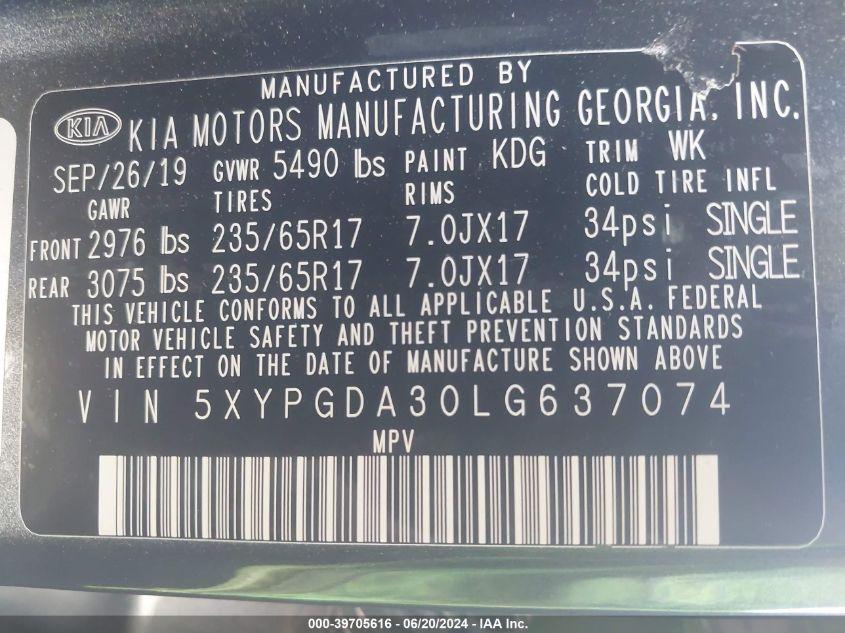 MANUFACTURED BY
KIA KIA MOTORS MANUFACTURING GEORGIA, INC.
SEP/26/19 GVWR 5490 lbs PAINT KDG TRIM WK
GAWR TIRES RIMS COLD TIRE INFL
FRONT 2976 lbs 235/65R17 7.0JX17 34psi SINGLE
REAR 3075 lbs 235/65R17 7.0JX17 34psi SINGLE
THIS VEHICLE CONFORMS TO ALL APPLICABLE U.S.A. FEDERAL
MOTOR VEHICLE SAFETY AND THEFT PREVENTION STANDARDS
IN EFFECT ON THE DATE OF MANUFACTURE SHOWN ABOVE
VIN 5XYPGDA30LG637074
MPV
000-39705616 - 06/20/2024 - IAA Inc.